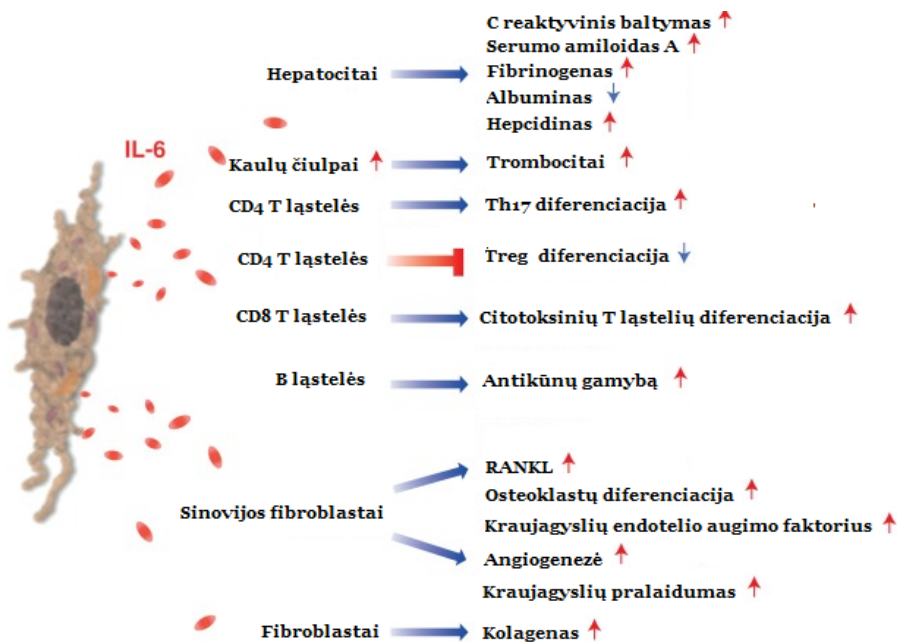 C reaktyvinis baltymas
Serumo amiloidas A
Hepatocitai
Fibrinogenas
Albuminas
Hepcidinas
IL-6
Kaulų čiulpai
Trombocitai
CD4 T ląstelės
Th17 diferenciacija
CD4 T ląstelės
Treg diferenciacija
CD8 T ląstelės
Citotoksinių T ląstelių diferenciacija
B ląstelės
Antikūnų gamybą
RANKL
Osteoklastų diferenciacija
Sinovijos fibroblastai
Kraujagyslių endotelio augimo faktorius
Angiogenezė
Kraujagyslių pralaidumas
Fibroblastai
Kolagenas